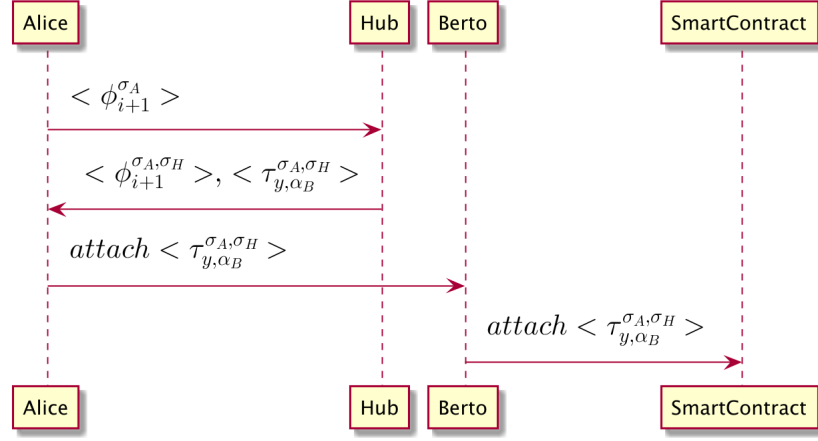 Alice Hub Berto SmartContract
< ϕ_{i+1}^{σ_A} >
< ϕ_{i+1}^{σ_A,σ_H} >, < τ_{y,α_B}^{σ_A,σ_H} >
attach < τ_{y,α_B}^{σ_A,σ_H} >
attach < τ_{y,α_B}^{σ_A,σ_H} >
Alice Hub Berto SmartContract